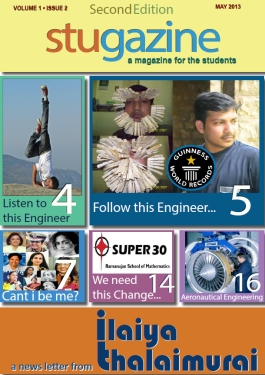 VOLUME 1 • ISSUE 2
SecondEdition
MAY 2013
stugazine
a magazine for the students
Listen to
this Engineer
4
GUINNESS
WORLD RECORDS
Follow this Engineer...
5
7
Cant i be me?
SUPER 30
Ramanujan School of Mathematics
We need
this Change...
14
16
Aeronautical Engineering
a news letter from
ilaiya
thalaimurai